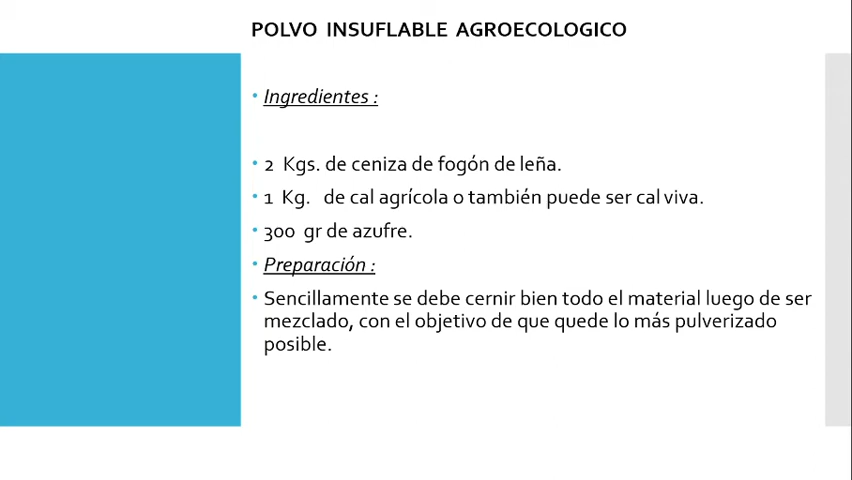 POLVO INSUFLABLE AGROECOLOGICO
• Ingredientes :
• 2 Kgs. de ceniza de fogón de leña.
• 1 Kg. de cal agrícola o también puede ser cal viva.
• 300 gr de azufre.
• Preparación :
• Sencillamente se debe cernir bien todo el material luego de ser
mezclado, con el objetivo de que quede lo más pulverizado
posible.